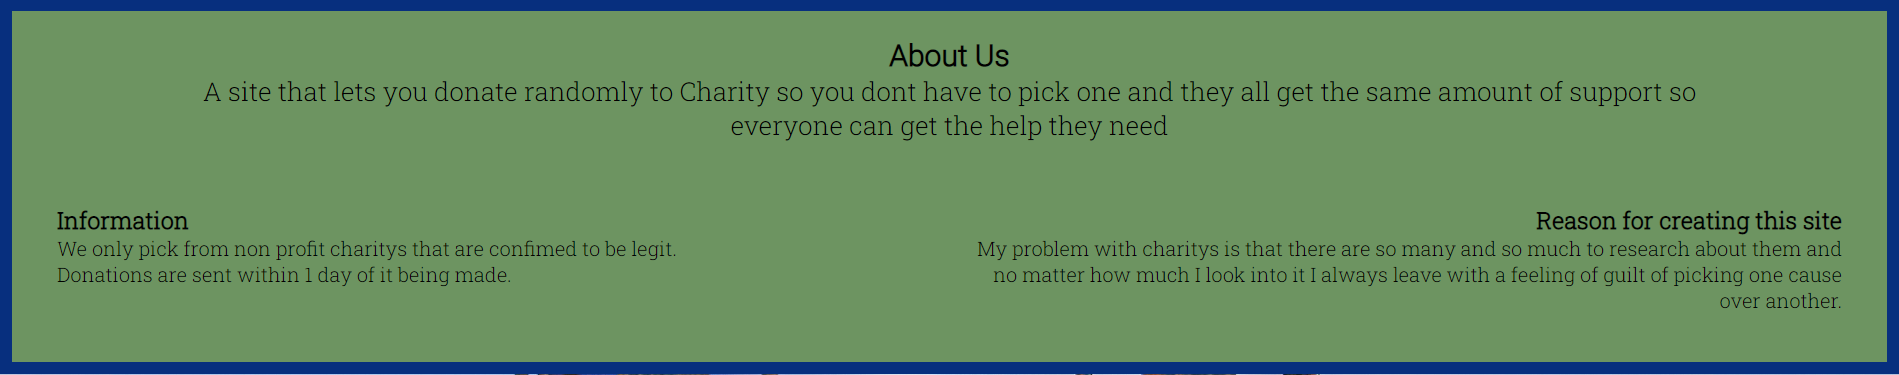 About Us
A site that lets you donate randomly to Charity so you dont have to pick one and they all get the same amount of support so
everyone can get the help they need
Information
We only pick from non profit charitys that are confimed to be legit.
Donations are sent within 1 day of it being made.
Reason for creating this site
My problem with charitys is that there are so many and so much to research about them and
no matter how much I look into it I always leave with a feeling of guilt of picking one cause
over another.